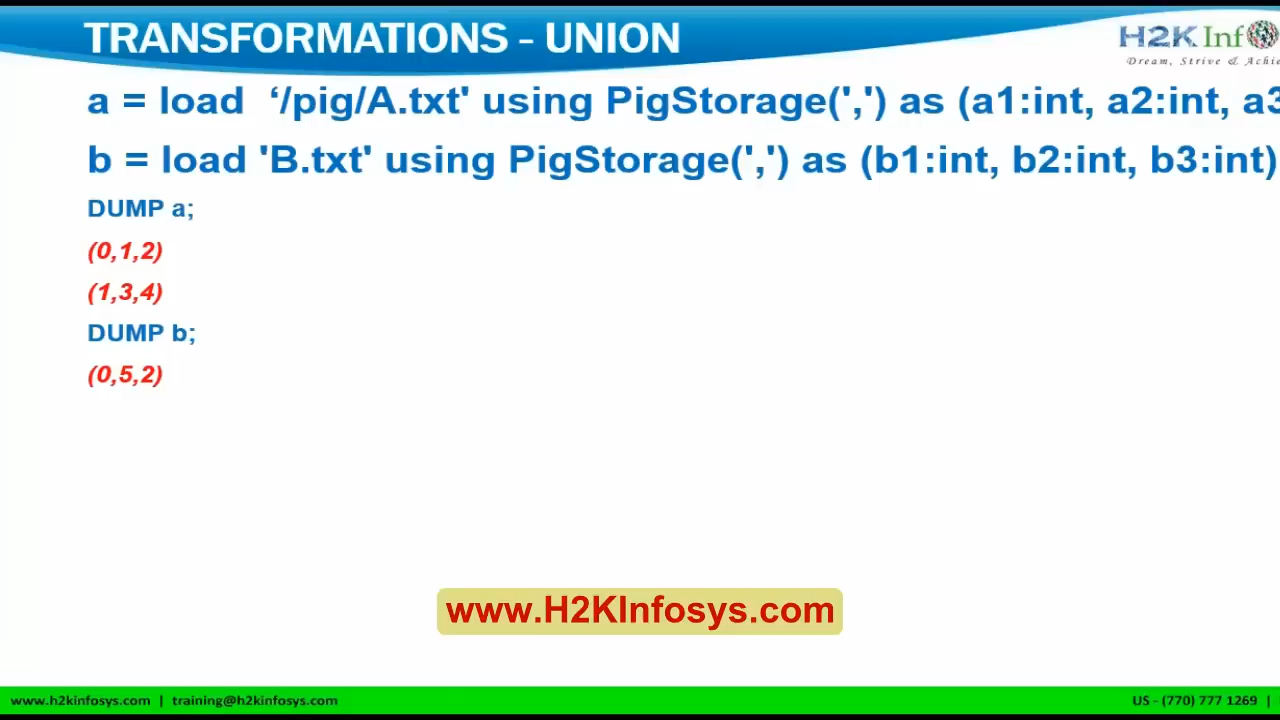 TRANSFORMATIONS - UNION
H2K Inf
Dream, Strive & Achie
a = load ‘/pig/A.txt' using PigStorage(',') as (a1:int, a2:int, a3
b = load 'B.txt' using PigStorage(',') as (b1:int, b2:int, b3:int)
DUMP a;
(0,1,2)
(1,3,4)
DUMP b;
(0,5,2)
www.H2KInfosys.com
www.h2kinfosys.com | training@h2kinfosys.com
US - (770) 777 1269 |